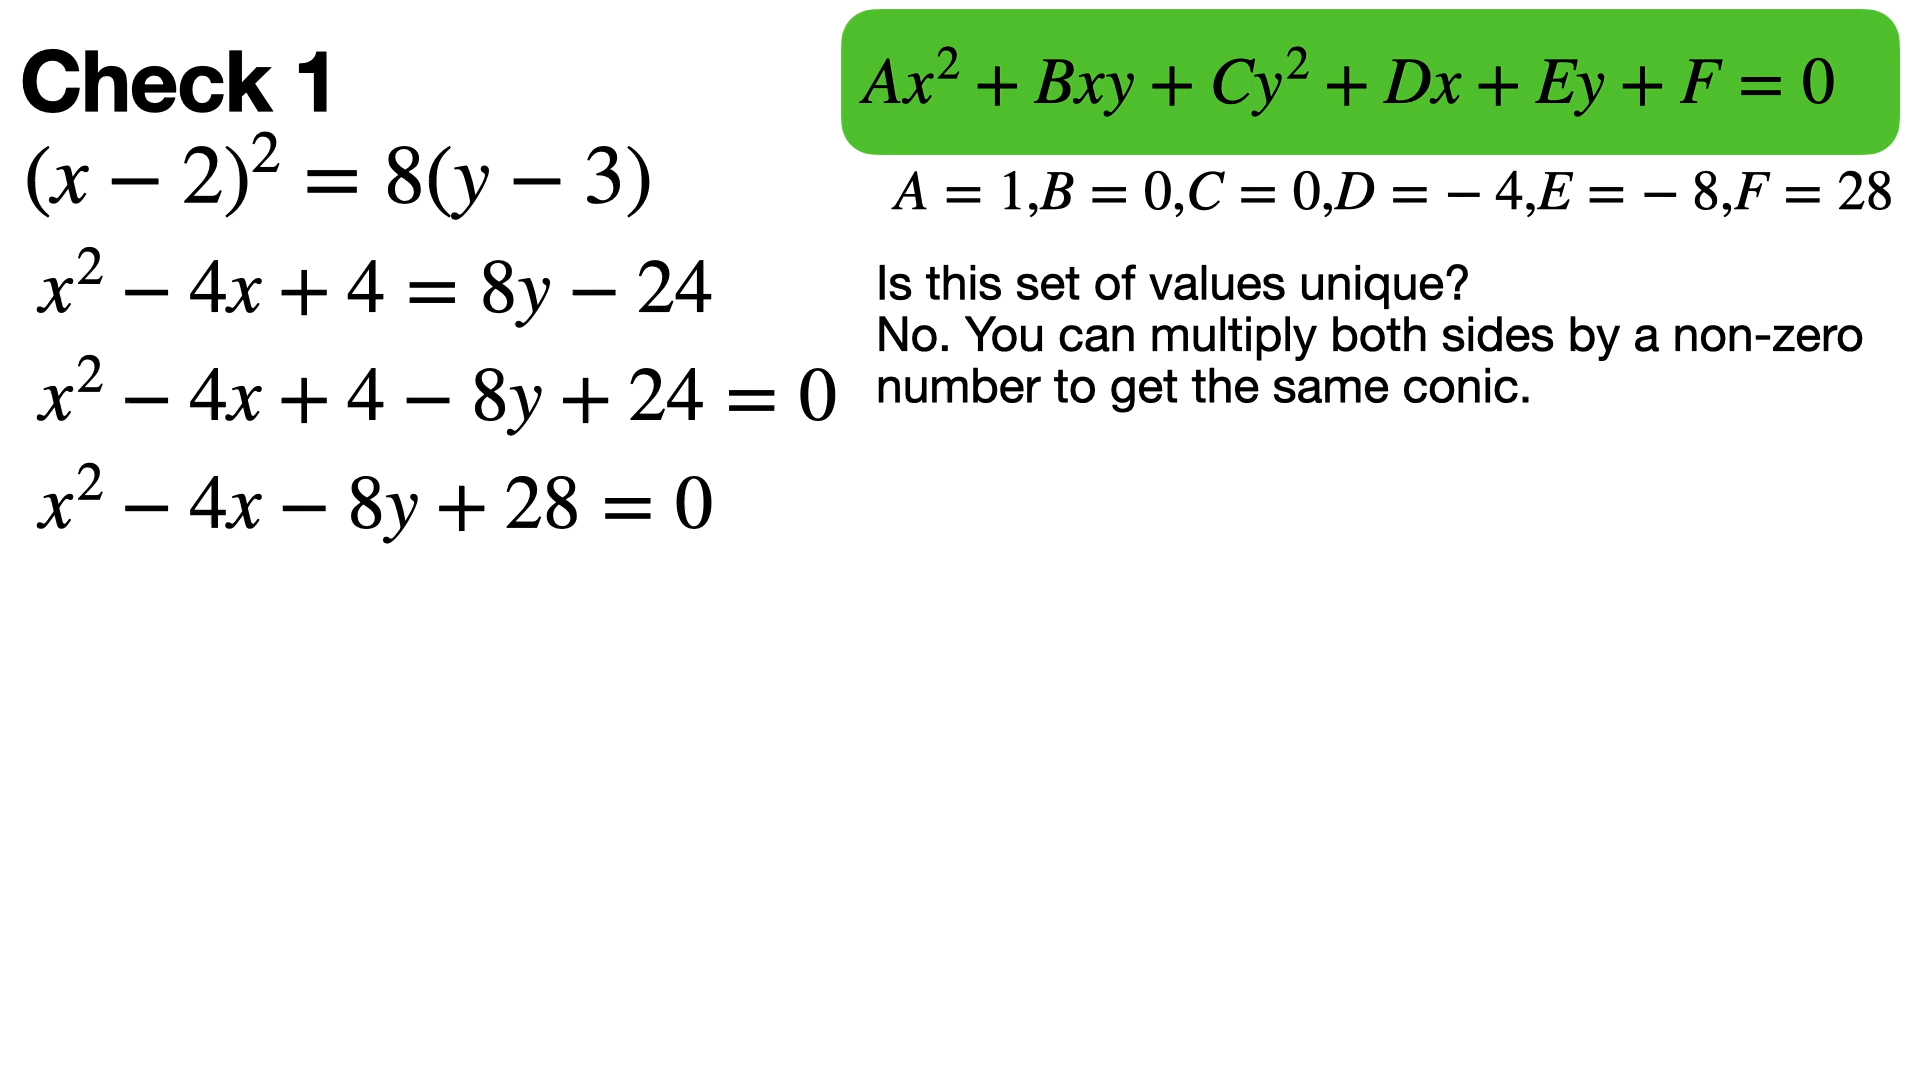 Check 1
(x − 2)² = 8(y − 3)
x² − 4x + 4 = 8y − 24
x² − 4x + 4 − 8y + 24 = 0
x² − 4x − 8y + 28 = 0
Ax² + Bxy + Cy² + Dx + Ey + F = 0
A = 1,B = 0,C = 0,D = − 4,E = − 8,F = 28
Is this set of values unique?
No. You can multiply both sides by a non-zero
number to get the same conic.